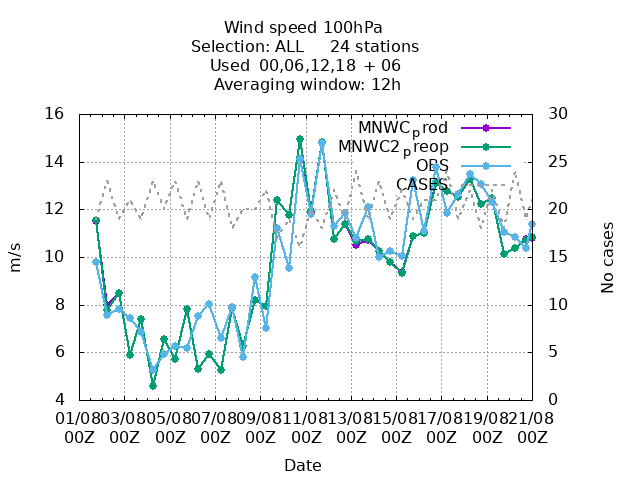 Wind speed 100hPa
Selection: ALL 24 stations
Used 00,06,12,18 + 06
Averaging window: 12h
16 30
MNWCprod
MNWC2preop
14 25
OBS
CASES
12 20
10 15
8 10
6 5
4 0
m/s
No cases
01/08 03/08 05/08 07/08 09/08 11/08 13/08 15/08 17/08 19/08 21/08
00Z 00Z 00Z 00Z 00Z 00Z 00Z 00Z 00Z 00Z 00Z
Date